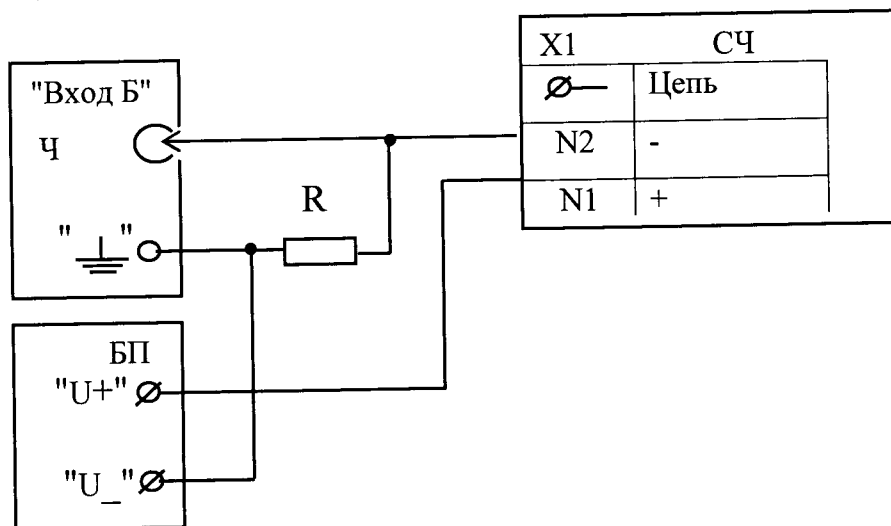 "Вход Б"
Ч
" "
R
X1 СЧ
Цепь
N2 -
N1 +
БП
"U+"
"U_"